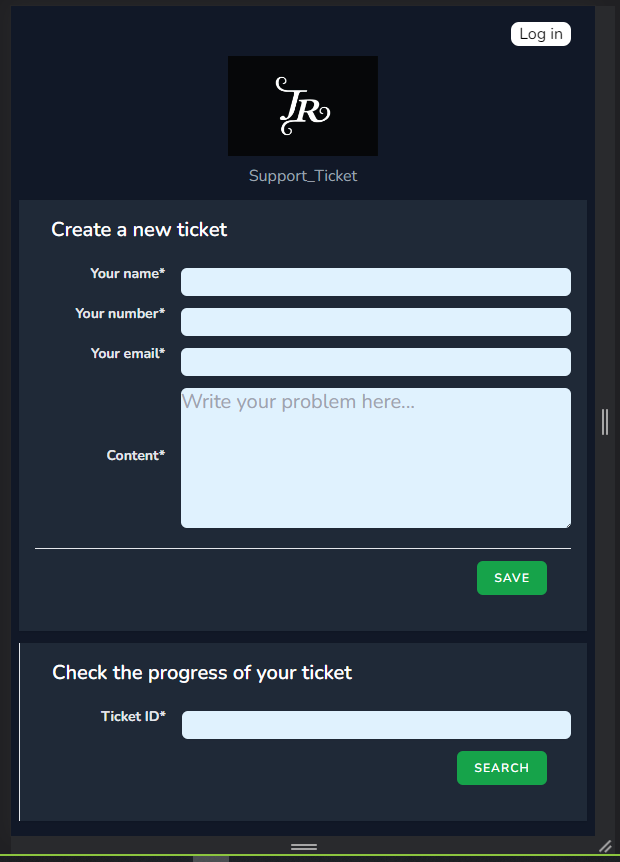 Log in
JR
Support_Ticket
Create a new ticket
Your name*
Your number*
Your email*
Write your problem here...
Content*
SAVE
Check the progress of your ticket
Ticket ID*
SEARCH